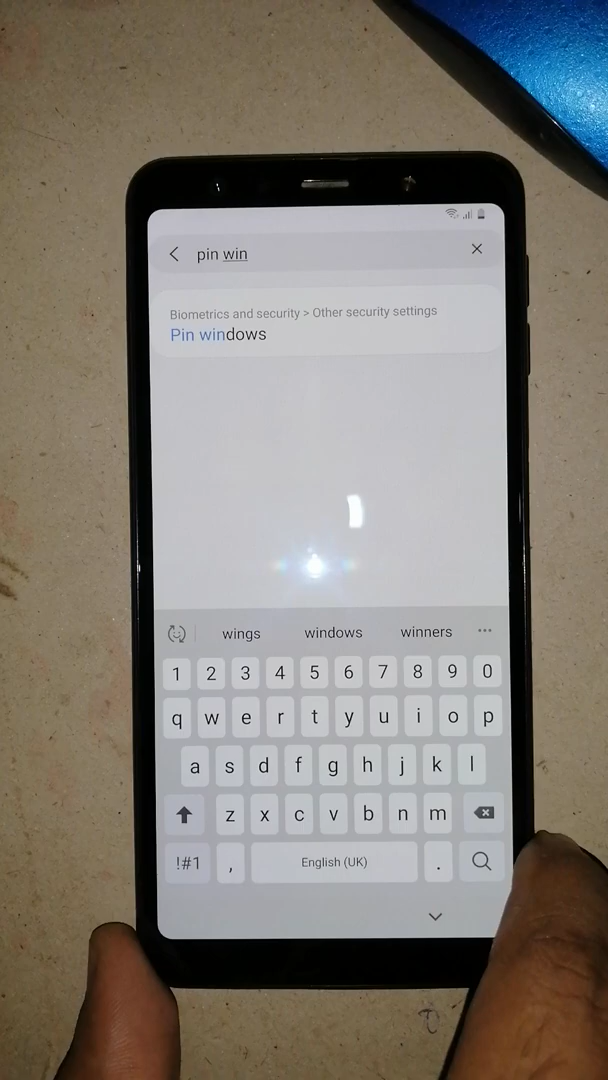 pin win
Biometrics and security > Other security settings
Pin windows
wings windows winners
1 2 3 4 5 6 7 8 9 0
q w e r t y u i o p
a s d f g h j k l
z x c v b n m
!#1 , English (UK) .